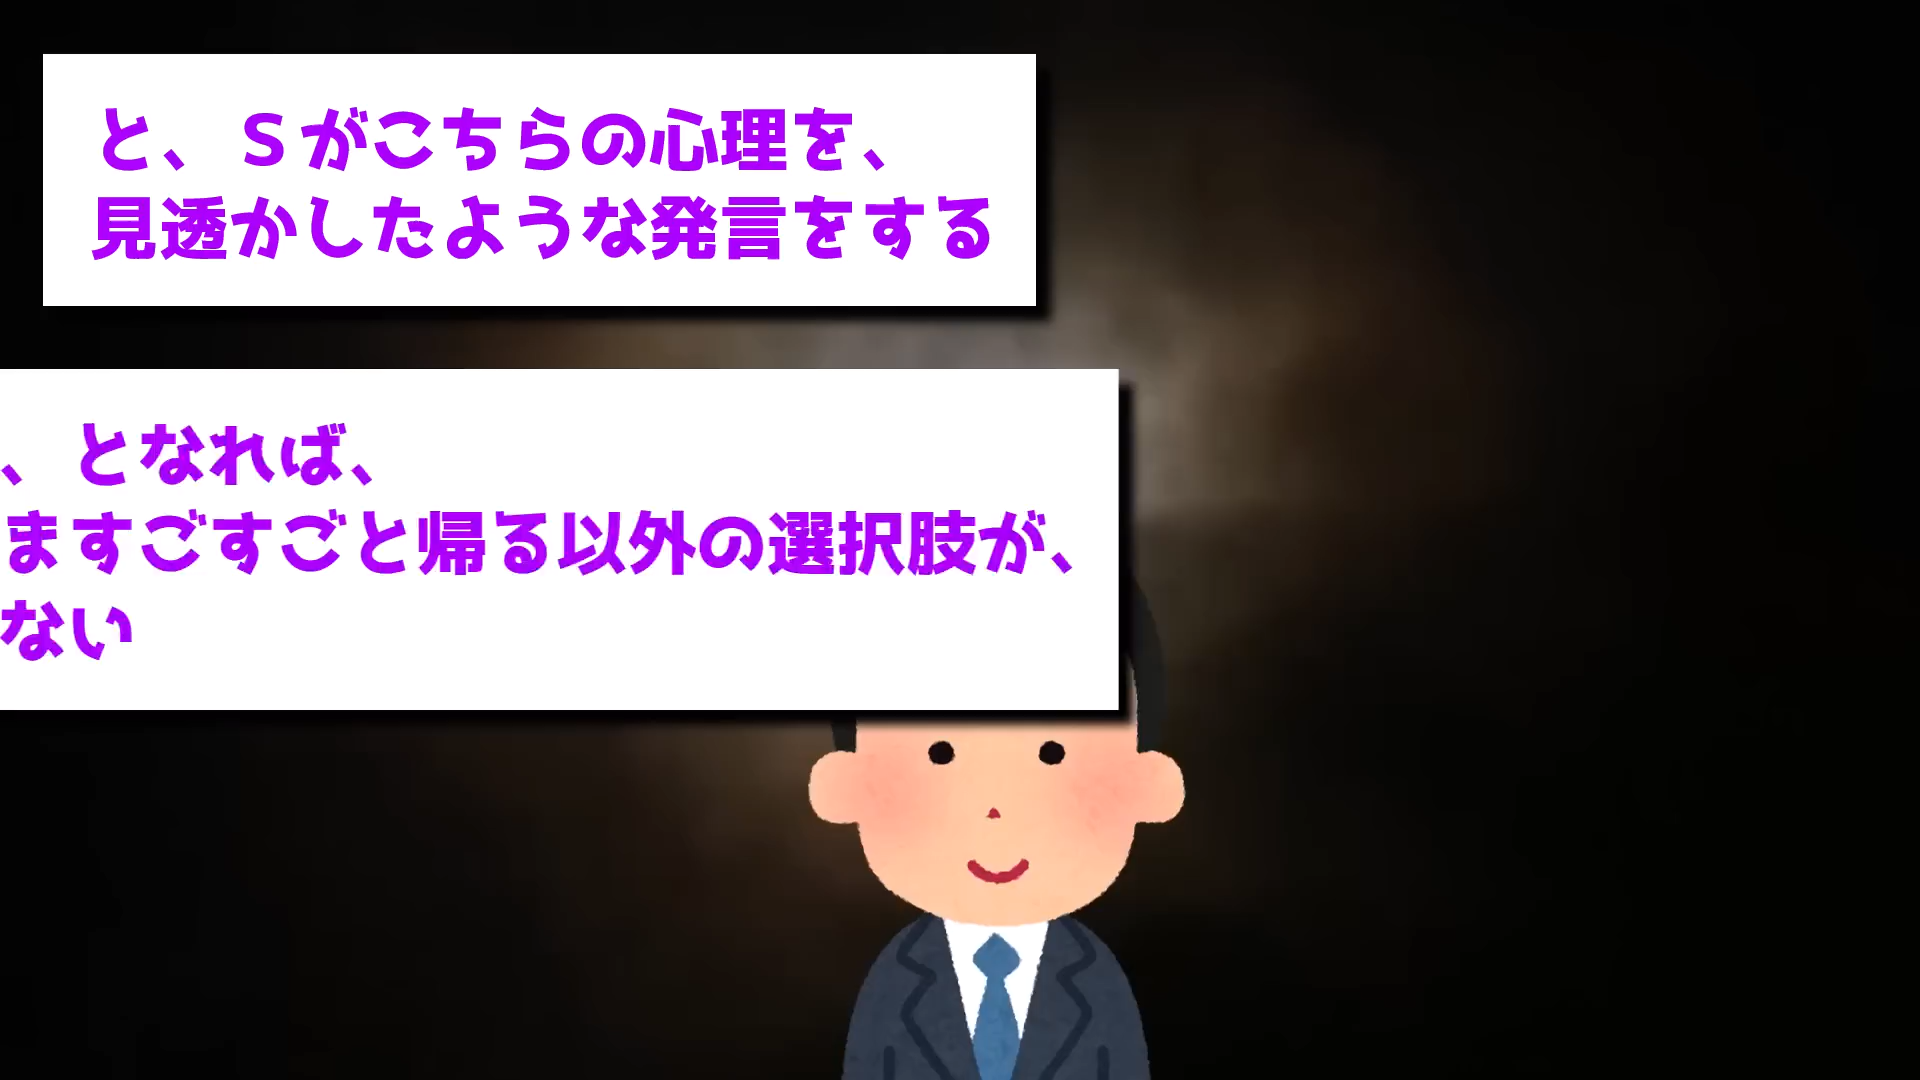 と、Ｓがこちらの心理を、
見透かしたような発言をする
、となれば、
ますごすごと帰る以外の選択肢が、
ない